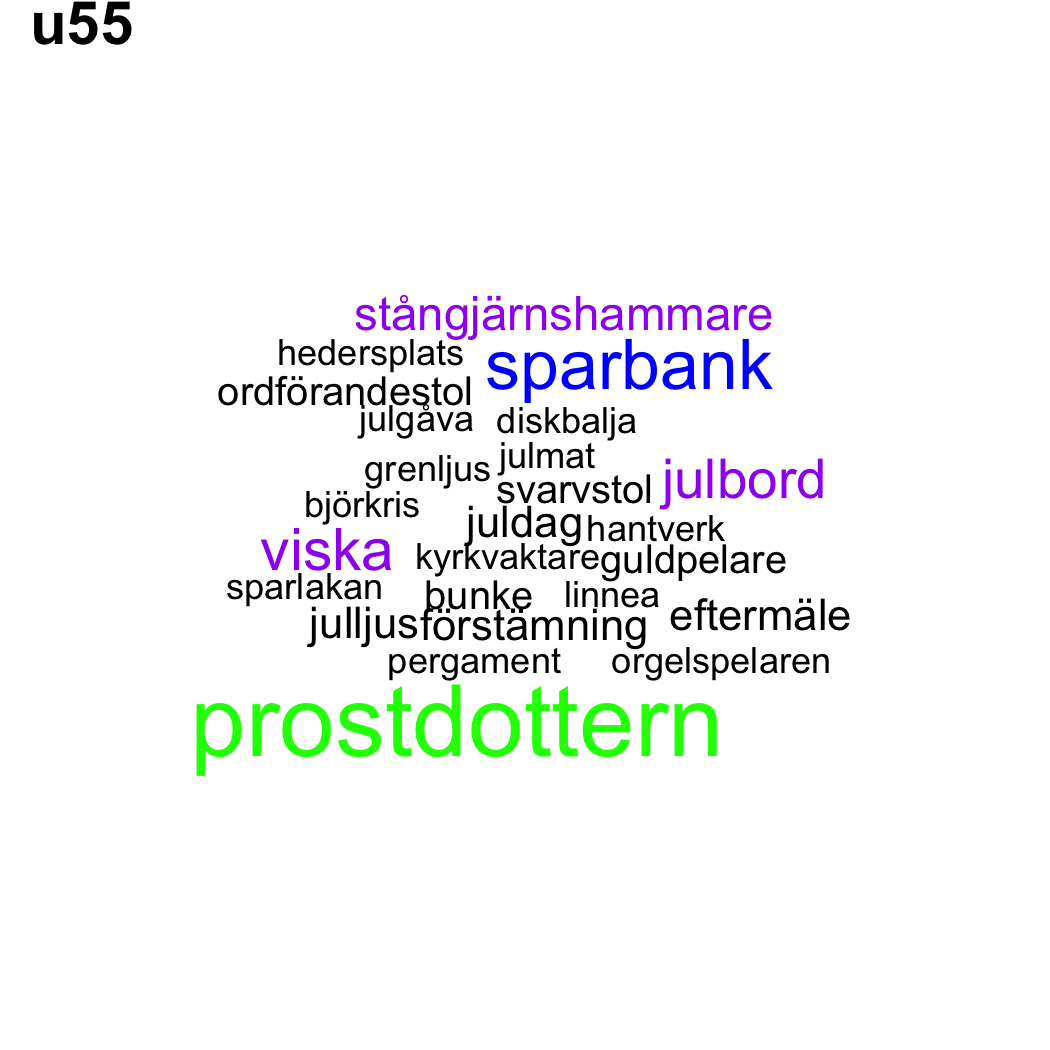 u55
stångjärnshammare
hedersplats sparbank
ordförandestol
julgåva diskbalja
julmat
grenljus julbord
svarvstol
björkris
juldag hantverk
viska kyrkvaktare guldpelare
sparlakan bunke linnea
julljus förstämning eftermäle
pergament orgelspelaren
prostdottern